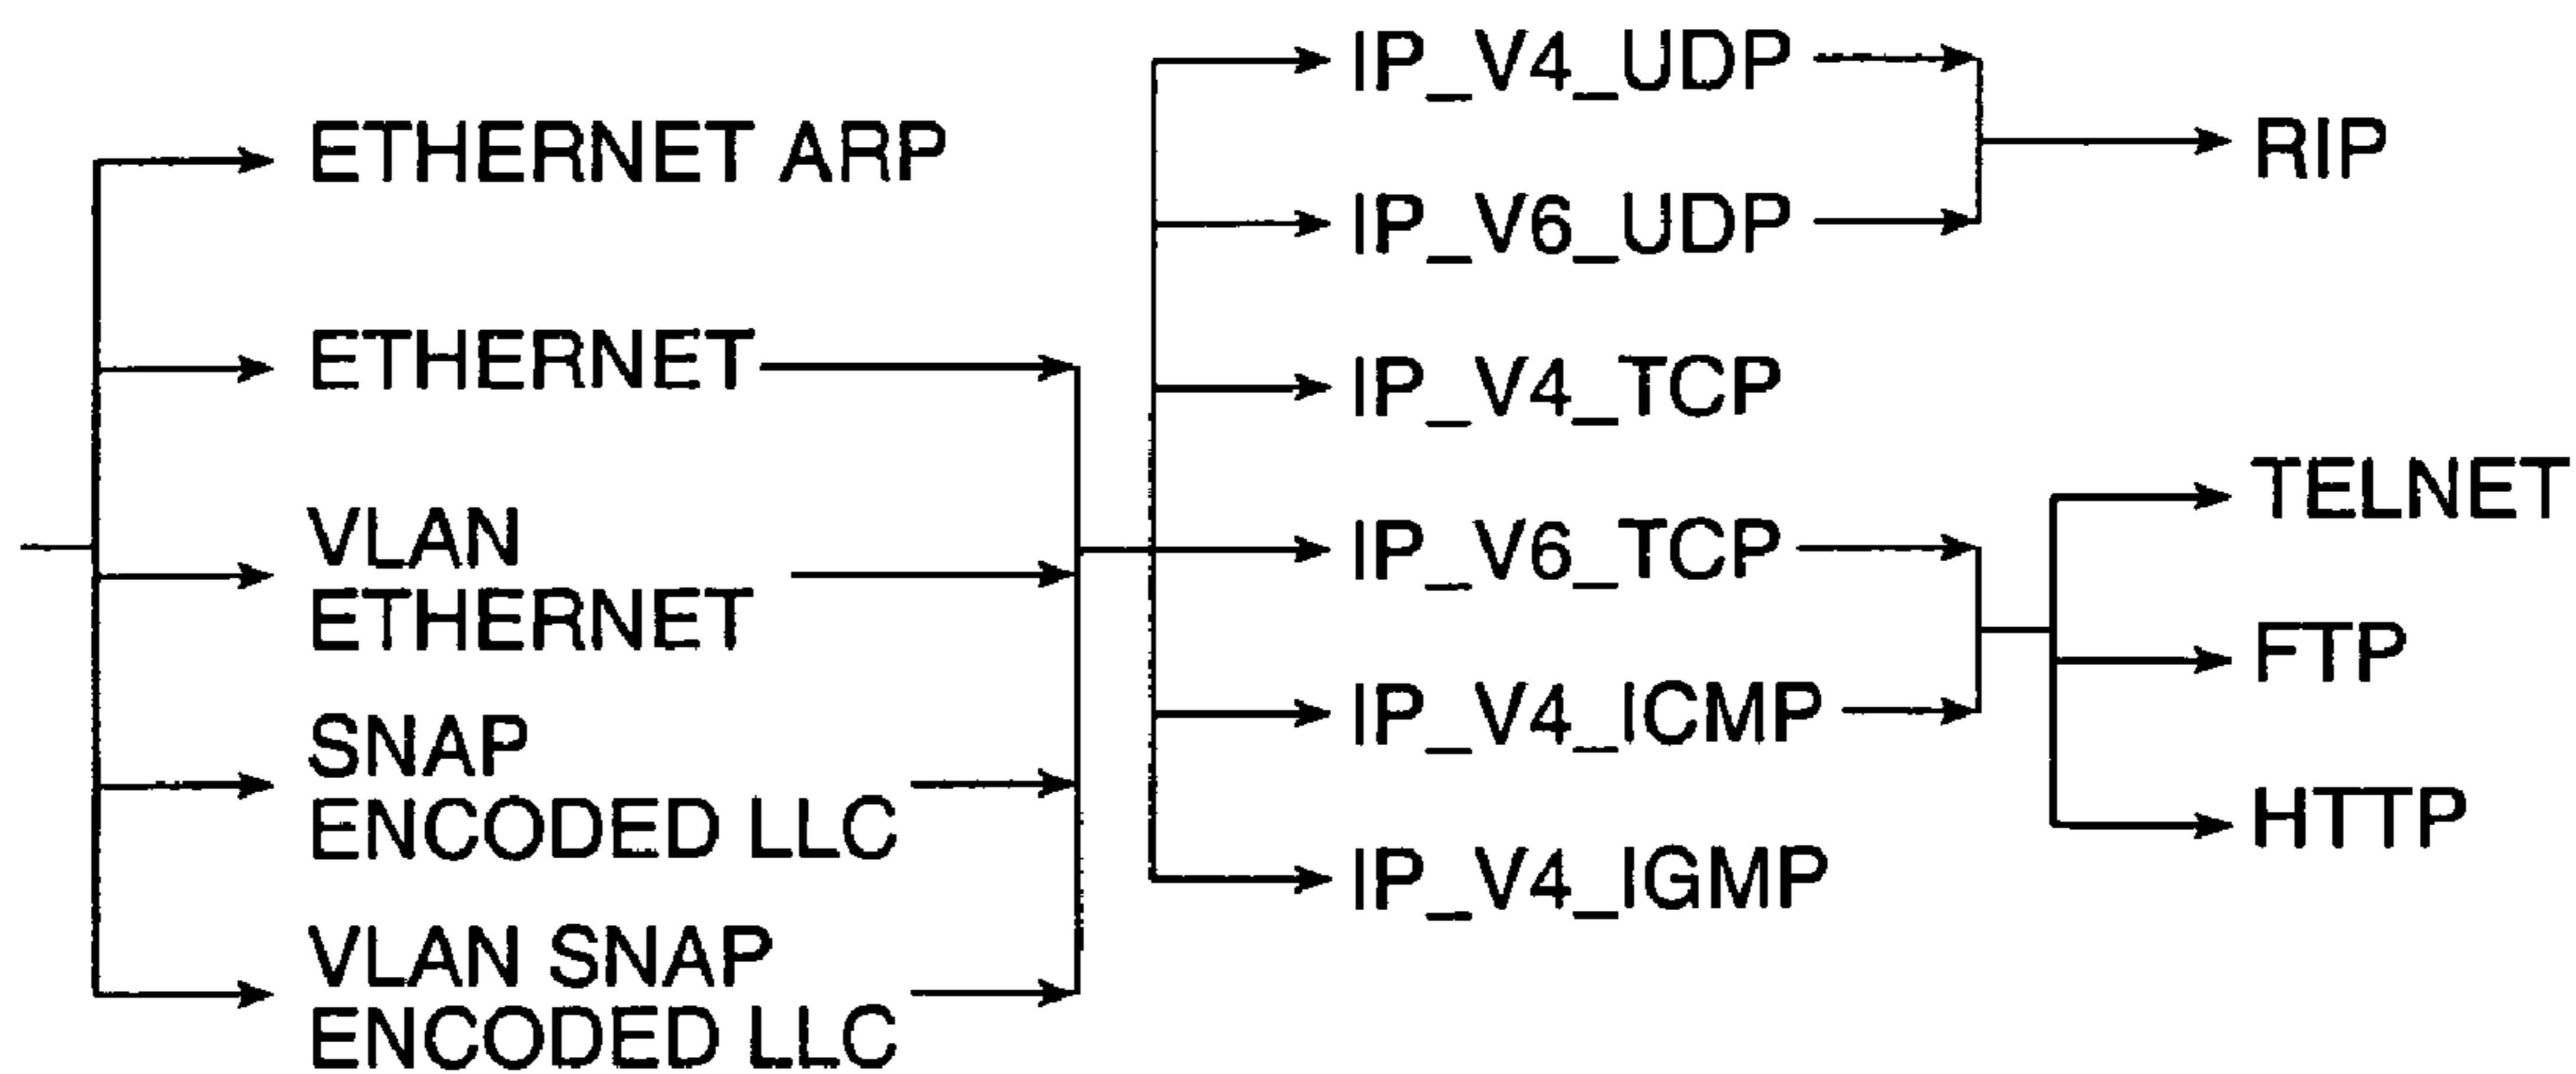 ETHERNET ARP
ETHERNET
VLAN
ETHERNET
SNAP
ENCODED LLC
VLAN SNAP
ENCODED LLC
IP_V4_UDP
IP_V6_UDP
IP_V4_TCP
IP_V6_TCP
IP_V4_ICMP
IP_V4_IGMP
RIP
TELNET
FTP
HTTP